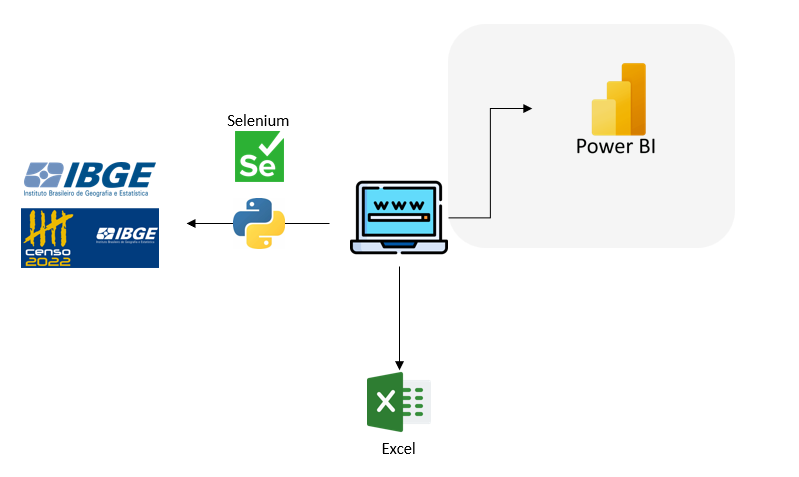 Selenium
Se
IBGE
Instituto Brasileiro de Geografia e Estatística
CENSO
2022
IBGE
Instituto Brasileiro de Geografia e Estatística
WWW
Power BI
X
Excel